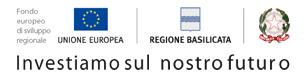 Fondo
europeo
di sviluppo
regionale
UNIONE EUROPEA
REGIONE BASILICATA
Investiamo sul nostro futuro